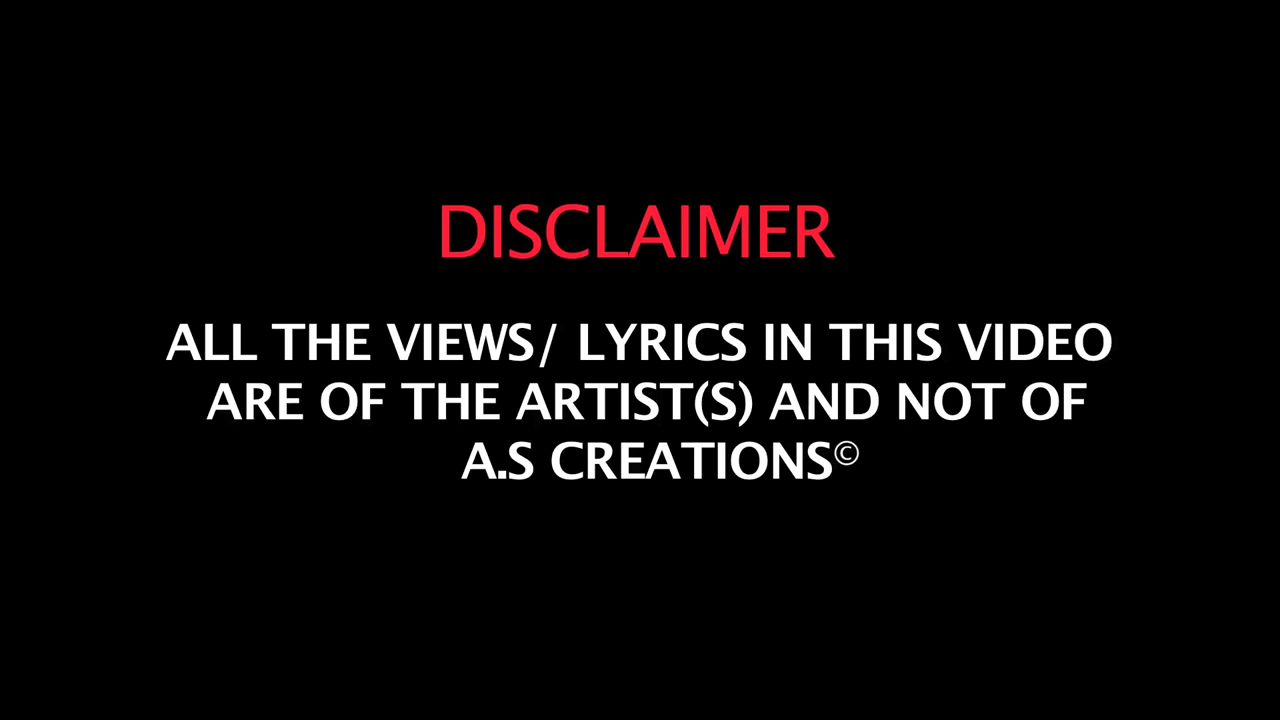 DISCLAIMER
ALL THE VIEWS/ LYRICS IN THIS VIDEO
ARE OF THE ARTIST(S) AND NOT OF
A.S CREATIONS©